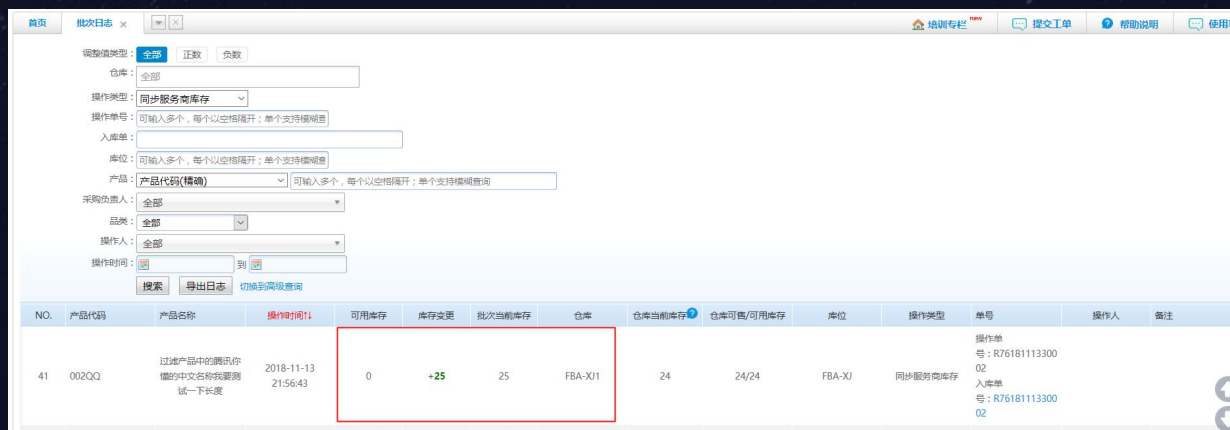 首页 批次日志 培训专栏 new 提交工单 帮助说明 使用
调整值类型： 全部 正数 负数
仓库： 全部
操作类型： 同步服务商库存
操作单号： 可输入多个，每个以空格隔开；单个支持模糊查
入库单：
库位： 可输入多个，每个以空格隔开；单个支持模糊查
产品： 产品代码(精确) 可输入多个，每个以空格隔开；单个支持模糊查询
采购负责人： 全部
品类： 全部
操作人： 全部
操作时间： 到
搜索 导出日志 切换到高级查询
NO. 产品代码 产品名称 操作时间↑↓ 可用库存 库存变更 批次当前库存 仓库 仓库当前库存 仓库可售/可用库存 库位 操作类型 单号 操作人 备注
41 002QQ
过滤产品中的腾讯你
懂的中文名称我要测
试一下长度
2018-11-13
21:56:43
0 +25 25 FBA-XJ1 24 24/24 FBA-XJ 同步服务商库存
操作单
号：R76181113300
02
入库单
号：R76181113300
02